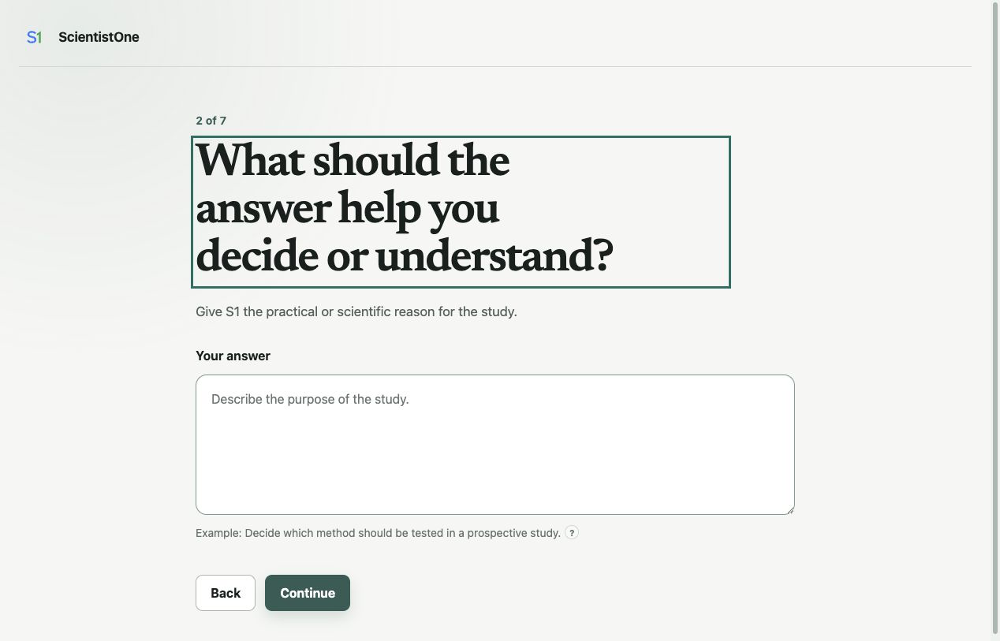 S1 ScientistOne
2 of 7
What should the
answer help you
decide or understand?
Give S1 the practical or scientific reason for the study.
Your answer
Describe the purpose of the study.
Example: Decide which method should be tested in a prospective study. ?
Back Continue